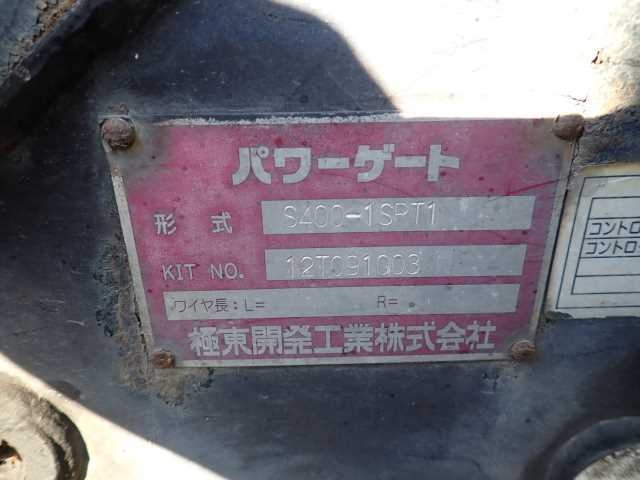 パワーゲート
形式 S400-1SPT1
KIT NO. 12T091003
ワイヤ長:L= R=
極東開発工業株式会社
コントロ
コントロ